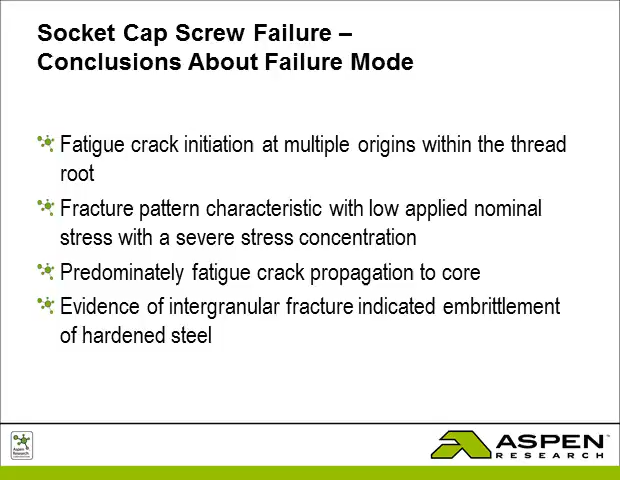 Socket Cap Screw Failure –
Conclusions About Failure Mode
Fatigue crack initiation at multiple origins within the thread
root
Fracture pattern characteristic with low applied nominal
stress with a severe stress concentration
Predominately fatigue crack propagation to core
Evidence of intergranular fracture indicated embrittlement
of hardened steel
Aspen
Research
ASPEN™
RESEARCH